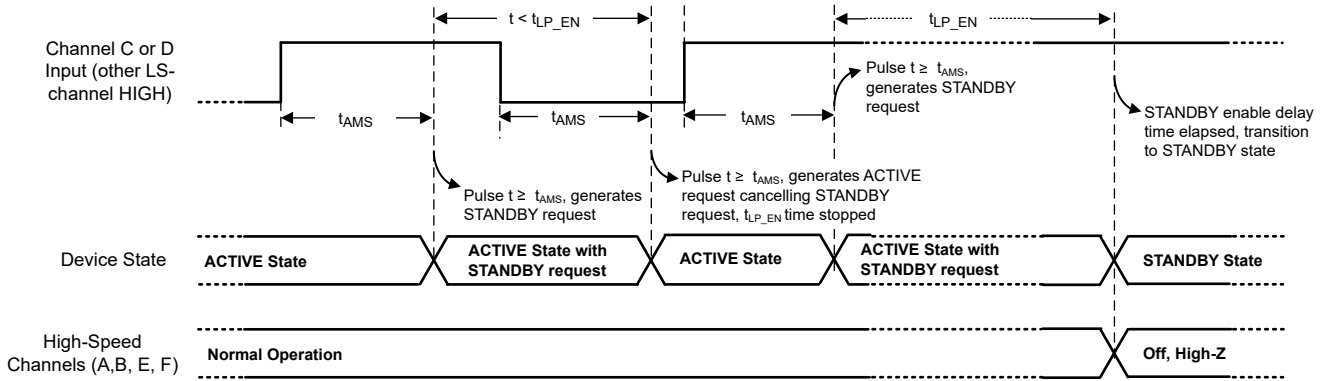 t < tLP_EN
tLP_EN
Channel C or D
Input (other LS-
channel HIGH)
Pulse t ≥ tAMS,
generates STANDBY
request
tAMS
tAMS
tAMS
STANDBY enable delay
time elapsed, transition
to STANDBY state
Pulse t ≥ tAMS, generates
STANDBY request
Pulse t ≥ tAMS, generates ACTIVE
request cancelling STANDBY
request, tLP_EN time stopped
Device State
ACTIVE State
ACTIVE State with
STANDBY request
ACTIVE State
ACTIVE State with
STANDBY request
STANDBY State
High-Speed
Channels (A,B, E, F)
Normal Operation
Off, High-Z